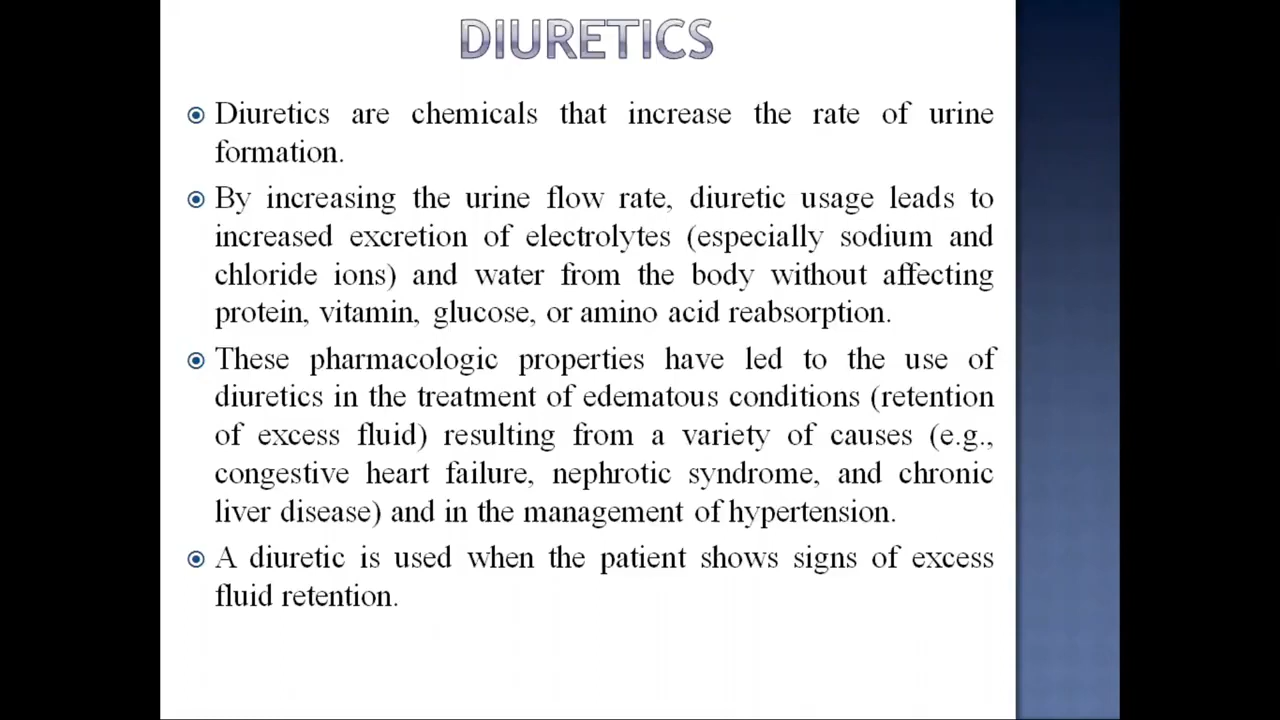 DIURETICS
Diuretics are chemicals that increase the rate of urine
formation.
By increasing the urine flow rate, diuretic usage leads to
increased excretion of electrolytes (especially sodium and
chloride ions) and water from the body without affecting
protein, vitamin, glucose, or amino acid reabsorption.
These pharmacologic properties have led to the use of
diuretics in the treatment of edematous conditions (retention
of excess fluid) resulting from a variety of causes (e.g.,
congestive heart failure, nephrotic syndrome, and chronic
liver disease) and in the management of hypertension.
A diuretic is used when the patient shows signs of excess
fluid retention.